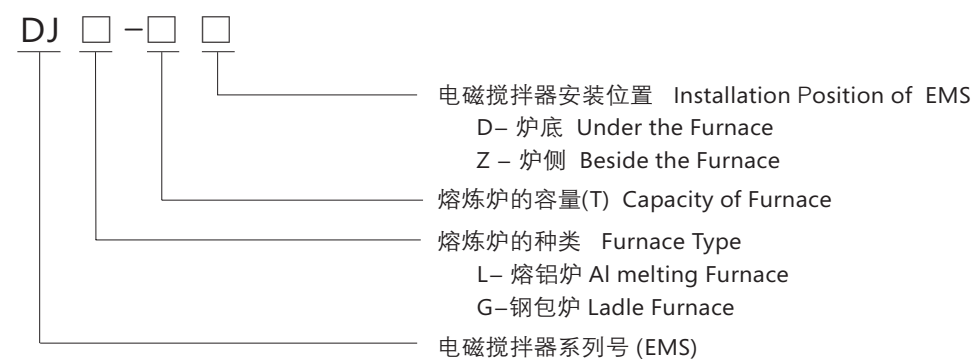 DJ □ -□ □
电磁搅拌器安装位置 Installation Position of EMS
D- 炉底 Under the Furnace
Z - 炉侧 Beside the Furnace
熔炼炉的容量(T) Capacity of Furnace
熔炼炉的种类 Furnace Type
L- 熔铝炉 Al melting Furnace
G-钢包炉 Ladle Furnace
电磁搅拌器系列号 (EMS)